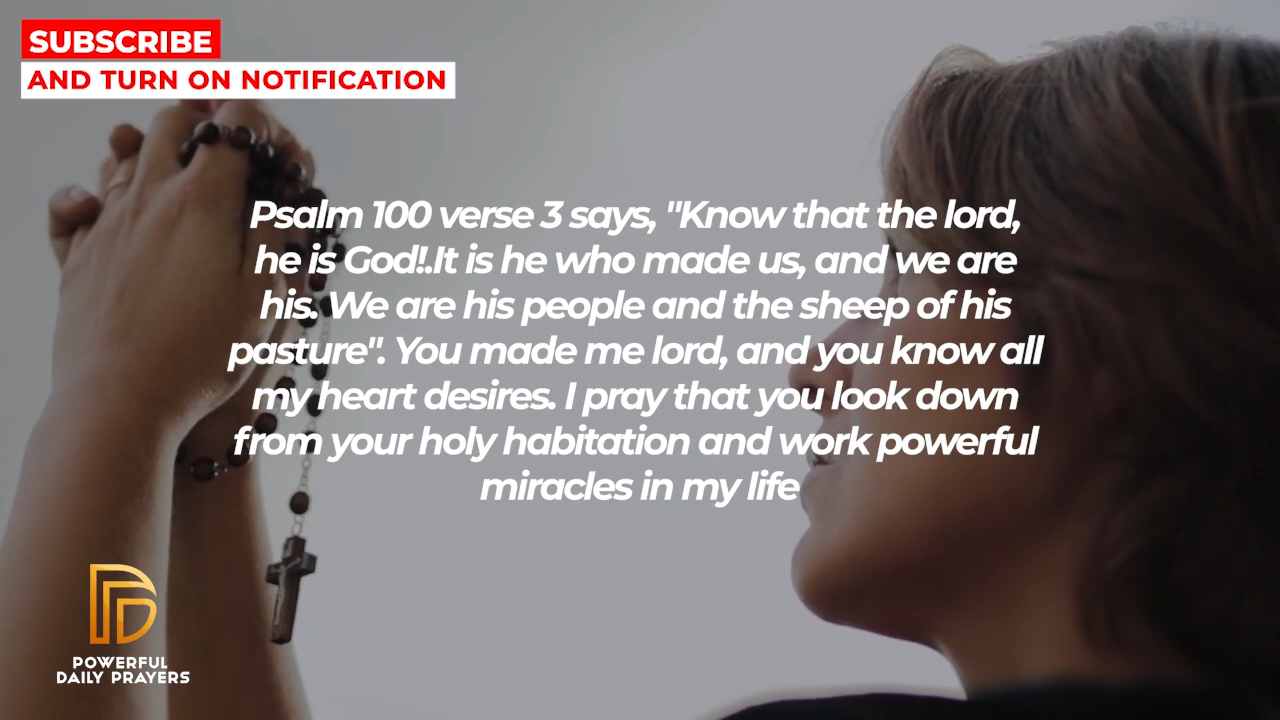 SUBSCRIBE
AND TURN ON NOTIFICATION
Psalm 100 verse 3 says, "Know that the lord,
he is God!.It is he who made us, and we are
his. We are his people and the sheep of his
pasture". You made me lord, and you know all
my heart desires. I pray that you look down
from your holy habitation and work powerful
miracles in my life
POWERFUL
DAILY PRAYERS